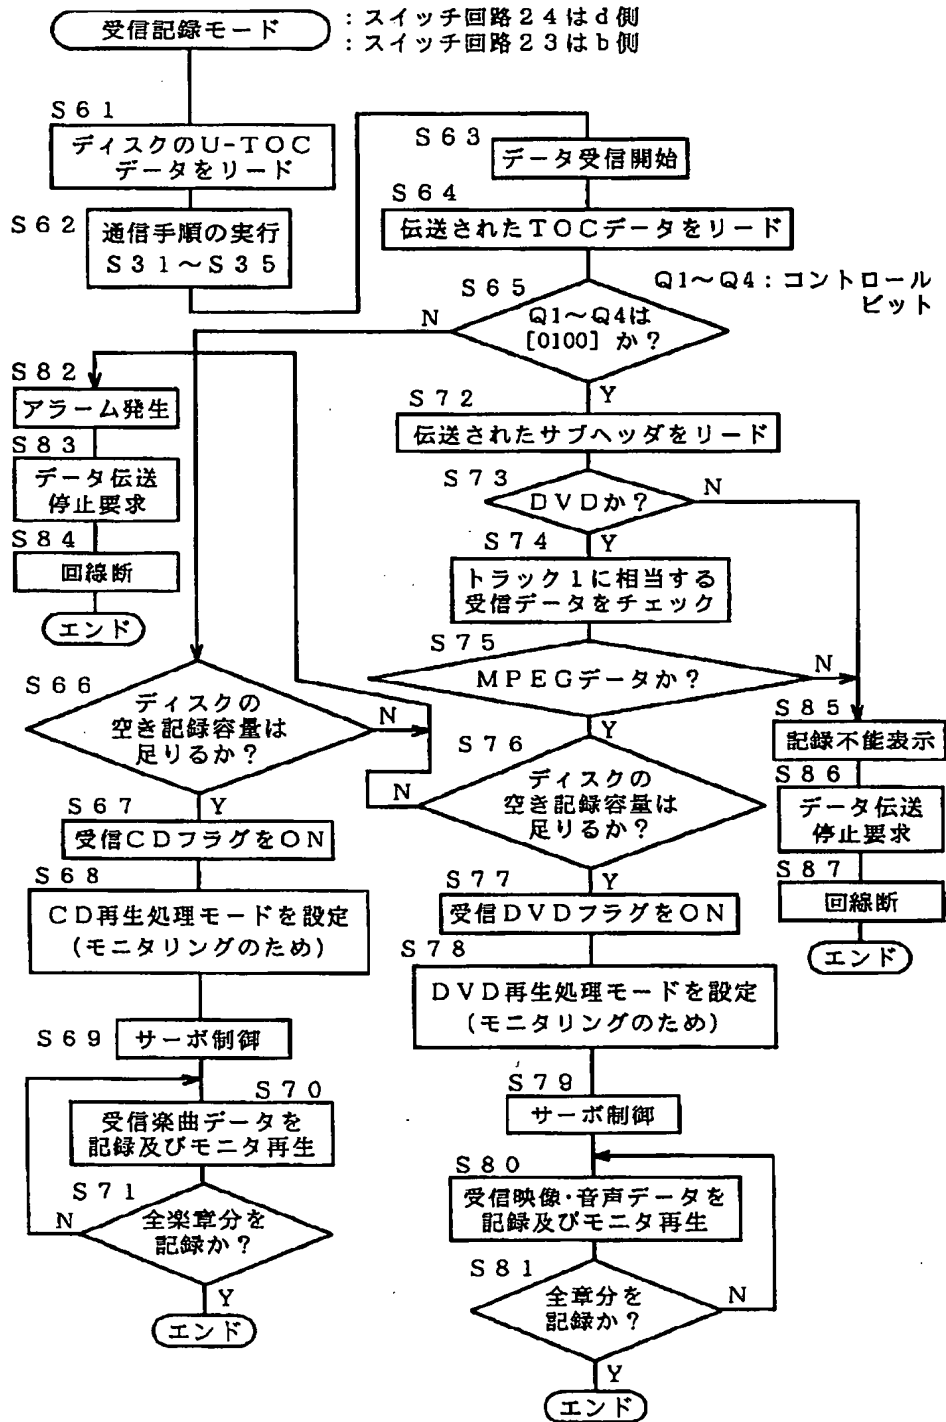 受信記録モード
：スイッチ回路２４はｄ側
：スイッチ回路２３はｂ側
Ｓ６１
ディスクのＵ-ＴＯＣ
データをリード
Ｓ６２
通信手順の実行
Ｓ３１～Ｓ３５
Ｓ６３
データ受信開始
Ｓ６４
伝送されたＴＯＣデータをリード
Ｓ６５
Q1～Q4：コントロール
ビット
Q1～Q4は
[0100] か？
N
Y
Ｓ８２
アラーム発生
Ｓ８３
データ伝送
停止要求
Ｓ８４
回線断
エンド
Ｓ７２
伝送されたサブヘッダをリード
Ｓ７３
ＤＶＤか？
N
Y
Ｓ７４
トラック１に相当する
受信データをチェック
Ｓ７５
ＭＰＥＧデータか？
N
Y
Ｓ６６
ディスクの
空き記録容量は
足りるか？
N
Y
Ｓ７６
ディスクの
空き記録容量は
足りるか？
N
Y
Ｓ８５
記録不能表示
Ｓ８６
データ伝送
停止要求
Ｓ８７
回線断
エンド
Ｓ６７
受信ＣＤフラグをＯＮ
Ｓ６８
ＣＤ再生処理モードを設定
(モニタリングのため)
Ｓ６９
サーボ制御
Ｓ７０
受信楽曲データを
記録及びモニタ再生
Ｓ７１
全楽章分を
記録か？
N
Y
エンド
Ｓ７７
受信ＤＶＤフラグをＯＮ
Ｓ７８
ＤＶＤ再生処理モードを設定
(モニタリングのため)
Ｓ７９
サーボ制御
Ｓ８０
受信映像・音声データを
記録及びモニタ再生
Ｓ８１
全章分を
記録か？
N
Y
エンド